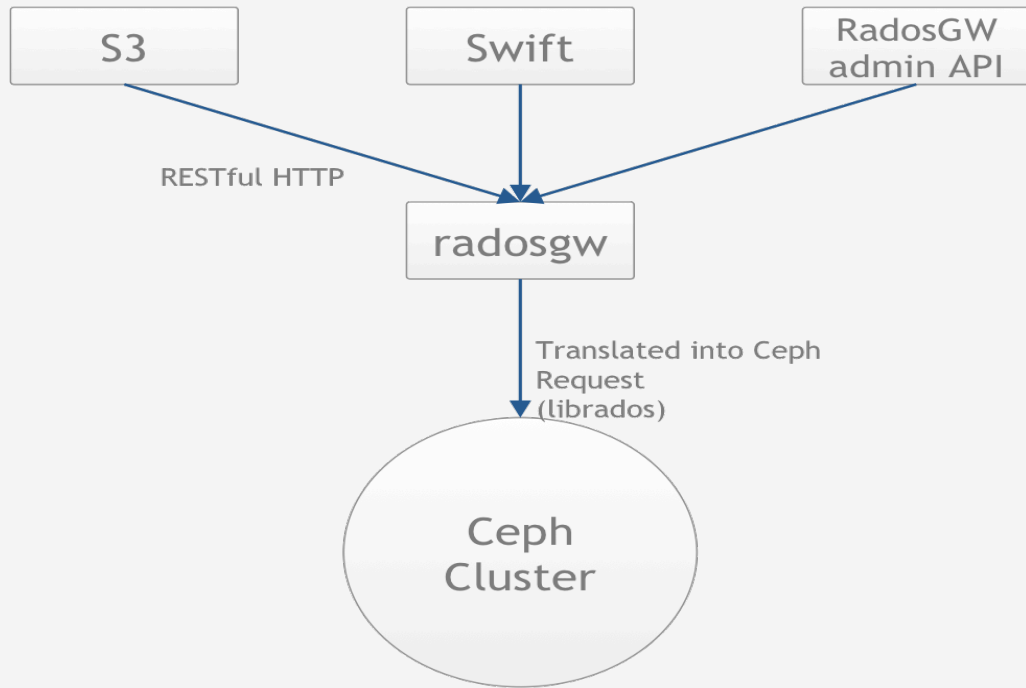 S3
Swift
RadosGW
admin API
RESTful HTTP
radosgw
Translated into Ceph
Request
(librados)
Ceph
Cluster